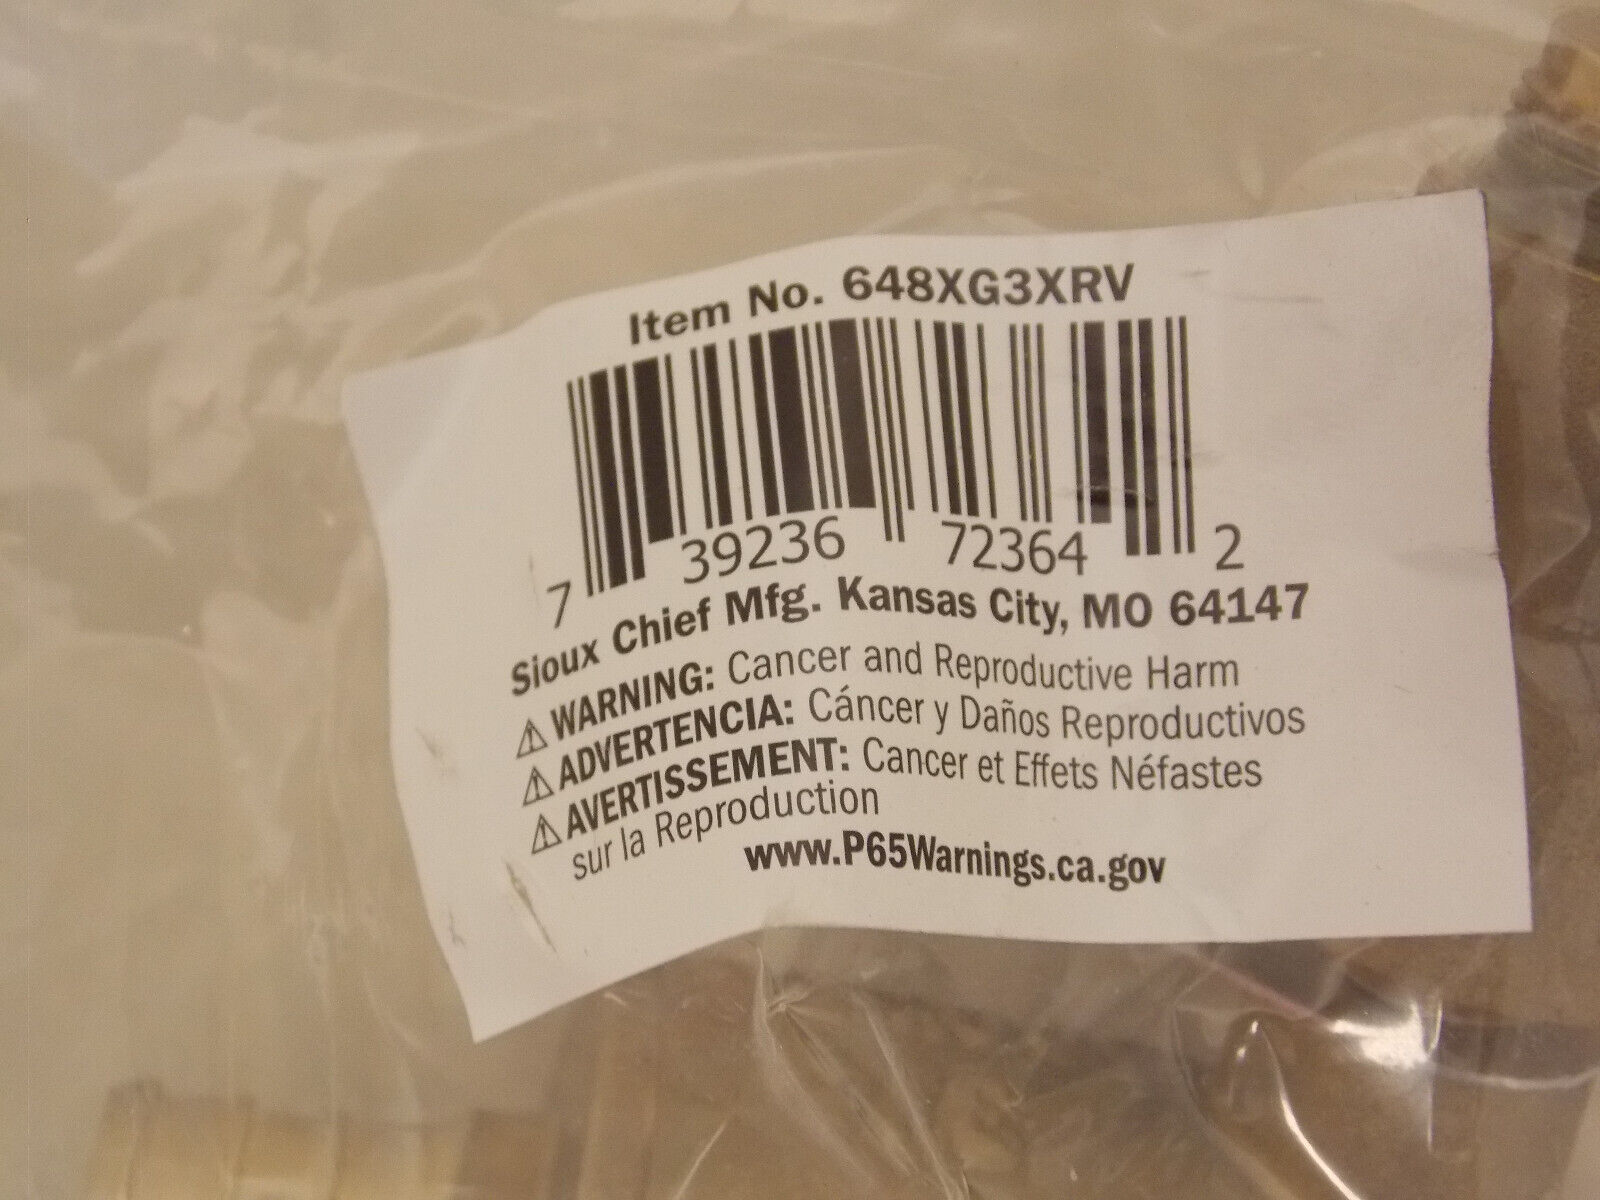 Item No. 648XG3XRV
7 39236 72364 2
Sioux Chief Mfg. Kansas City, MO 64147
⚠ WARNING: Cancer and Reproductive Harm
⚠ ADVERTENCIA: Cáncer y Daños Reproductivos
⚠ AVERTISSEMENT: Cancer et Effets Néfastes
sur la Reproduction
www.P65Warnings.ca.gov